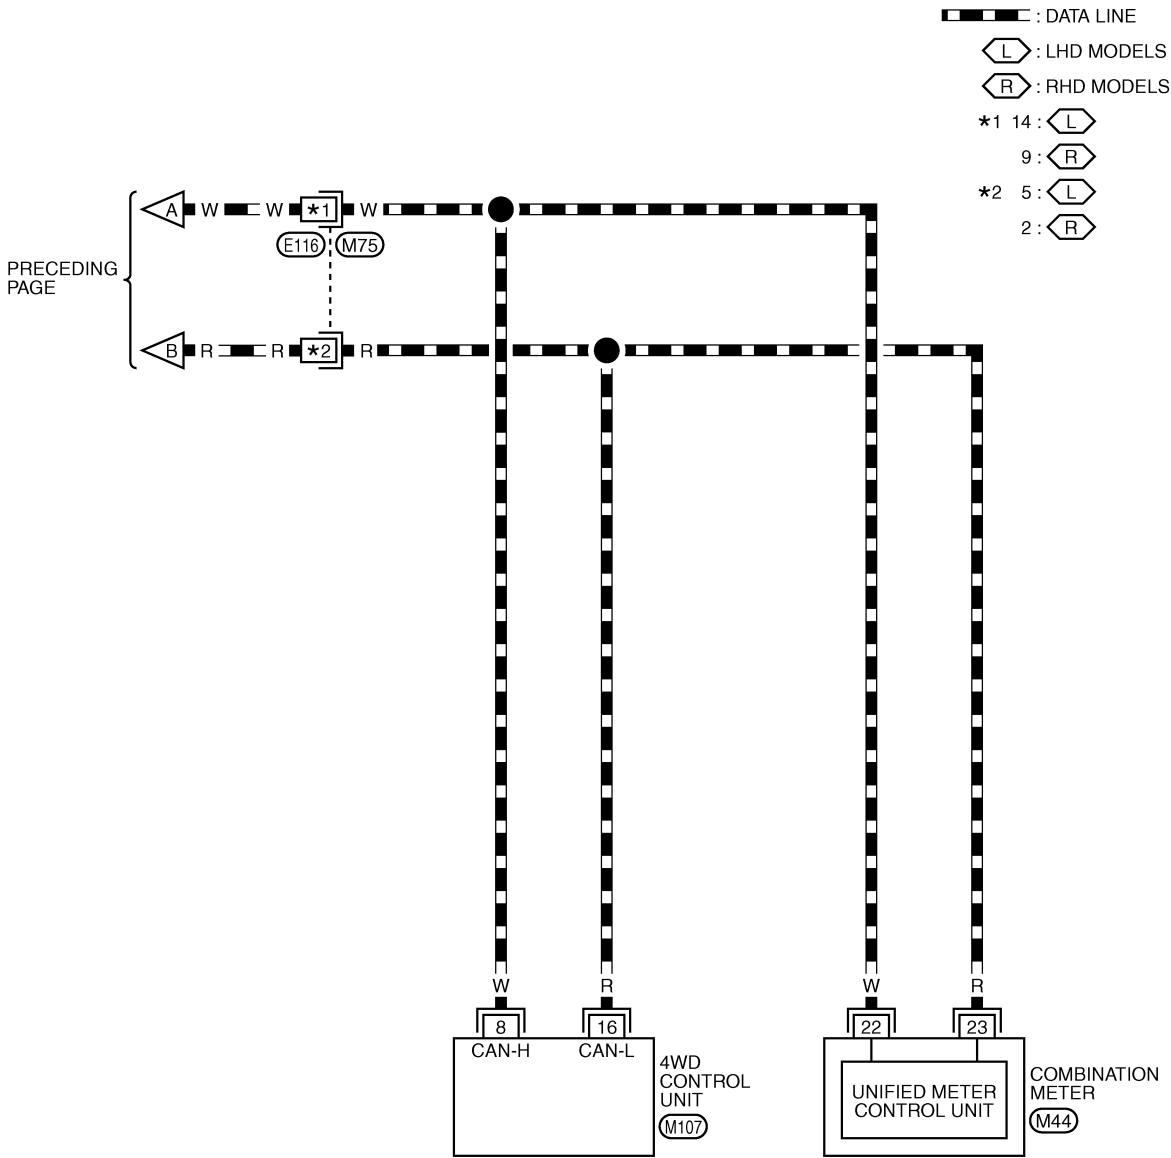 : DATA LINE
L : LHD MODELS
R : RHD MODELS
*1 14 : L
9 : R
*2 5 : L
2 : R
A W W *1 W
E116 M75
PRECEDING
PAGE
B R R *2 R
W R W R
8 16 22 23
CAN-H CAN-L
4WD
CONTROL
UNIT
M107
UNIFIED METER
CONTROL UNIT
COMBINATION
METER
M44